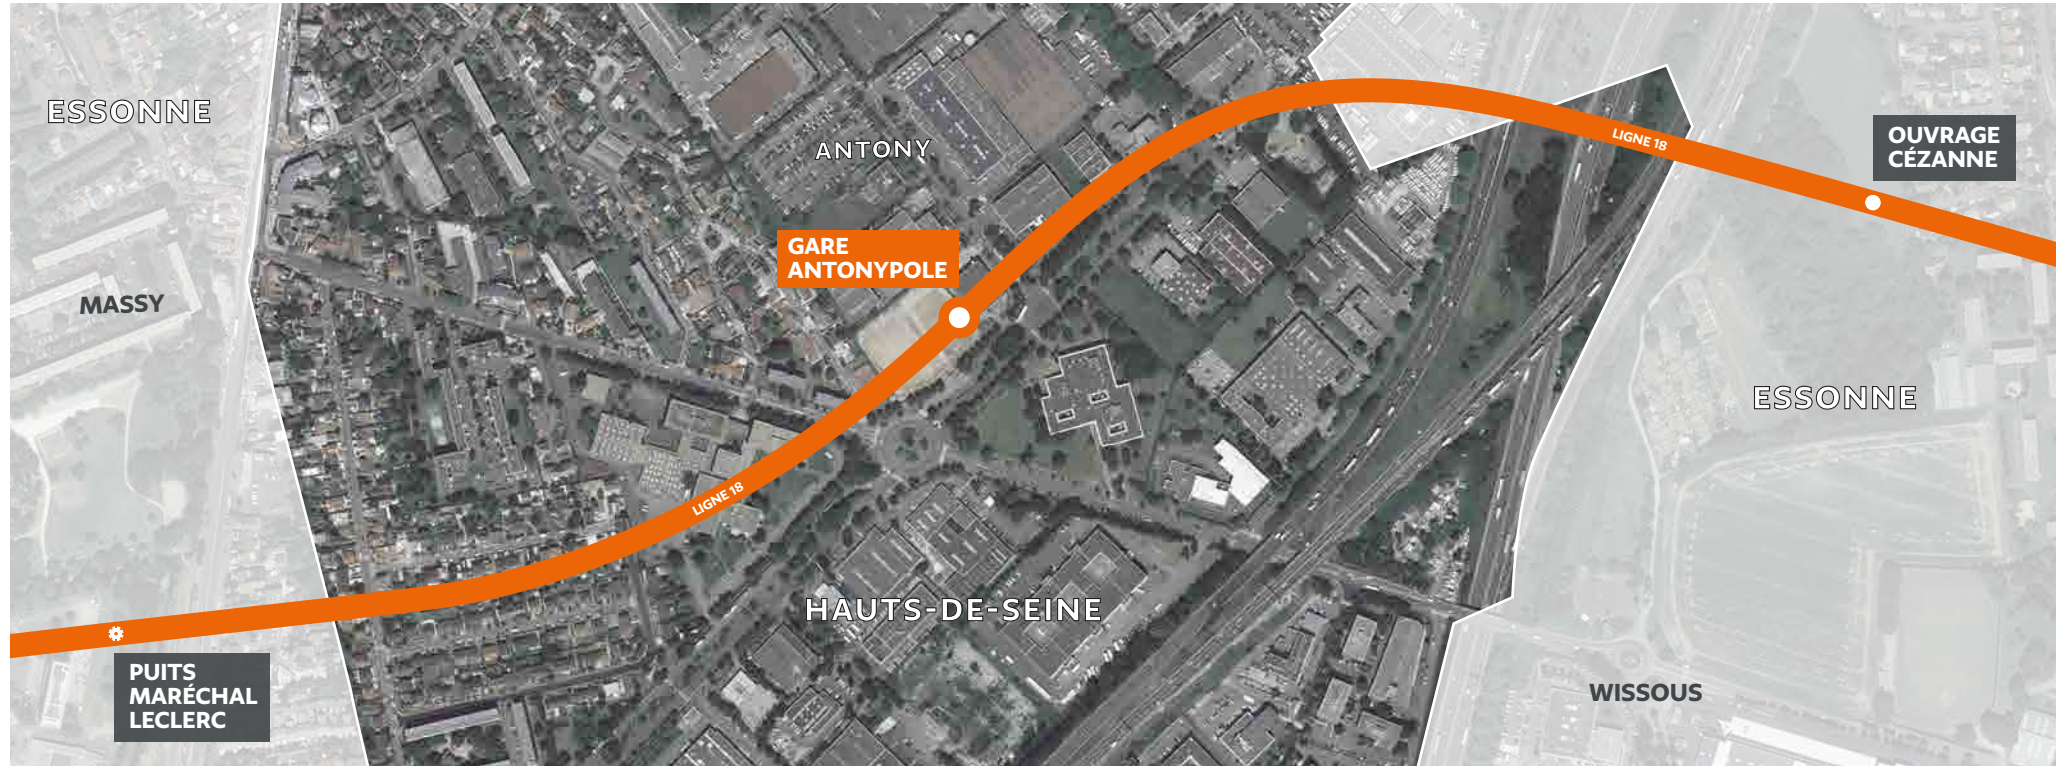 ESSONNE
ANTONY
LIGNE 18
OUVRAGE
CÉZANNE
GARE
ANTONYPOLE
MASSY
ESSONNE
LIGNE 18
HAUTS-DE-SEINE
PUITS
MARÉCHAL
LECLERC
WISSOUS